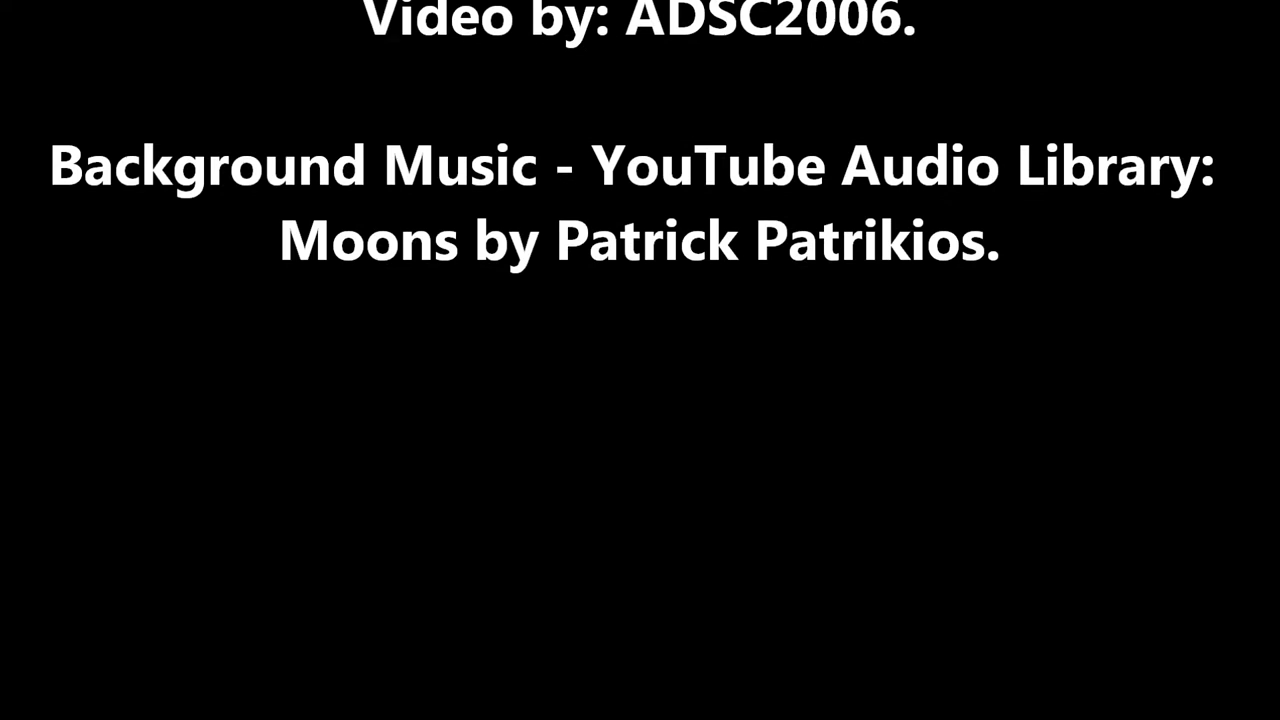 Video by: ADSC2006.
Background Music - YouTube Audio Library:
Moons by Patrick Patrikios.